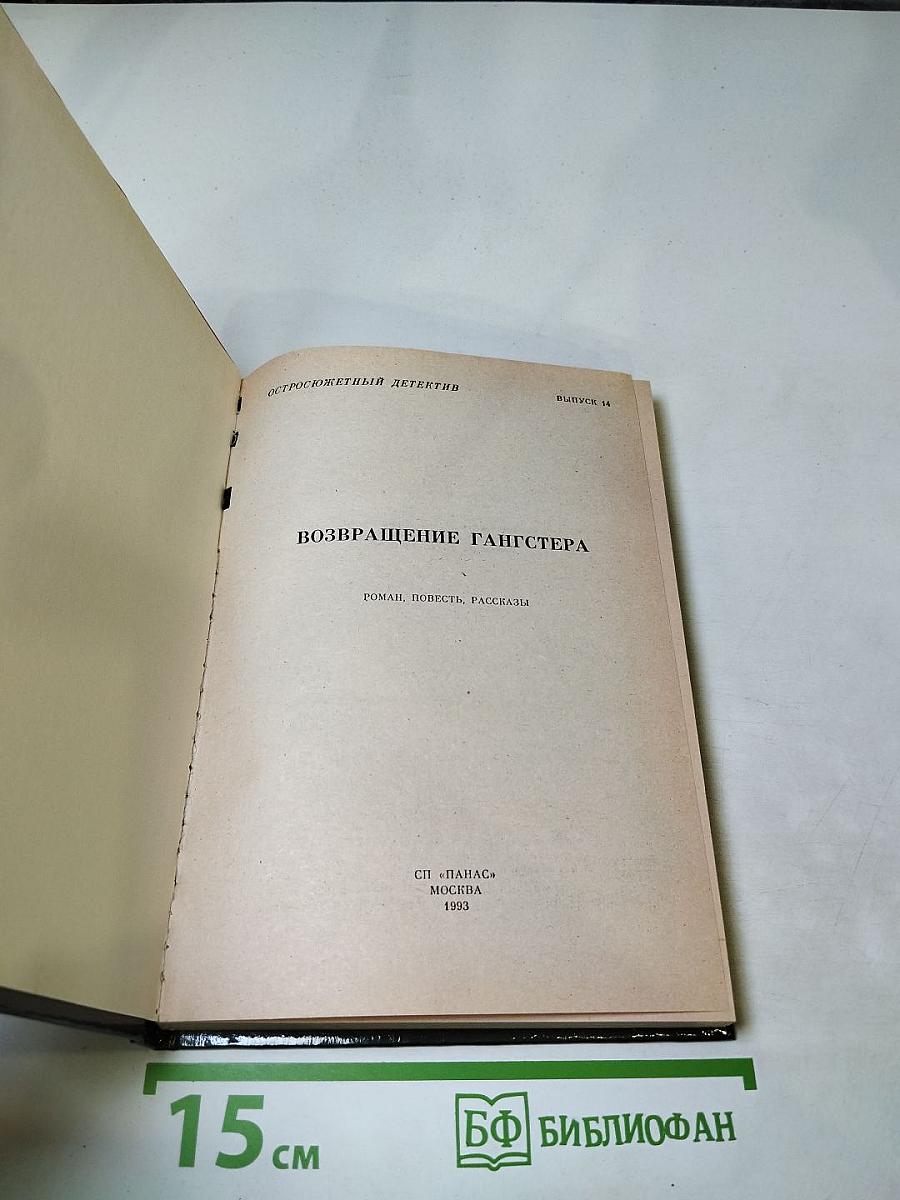 ОСТРОСЮЖЕТНЫЙ ДЕТЕКТИВ
ВЫПУСК 14
ВОЗВРАЩЕНИЕ ГАНГСТЕРА
РОМАН, ПОВЕСТЬ, РАССКАЗЫ
СП «ПАНАС»
МОСКВА
1993
15 см
БФ БИБЛИОФАН